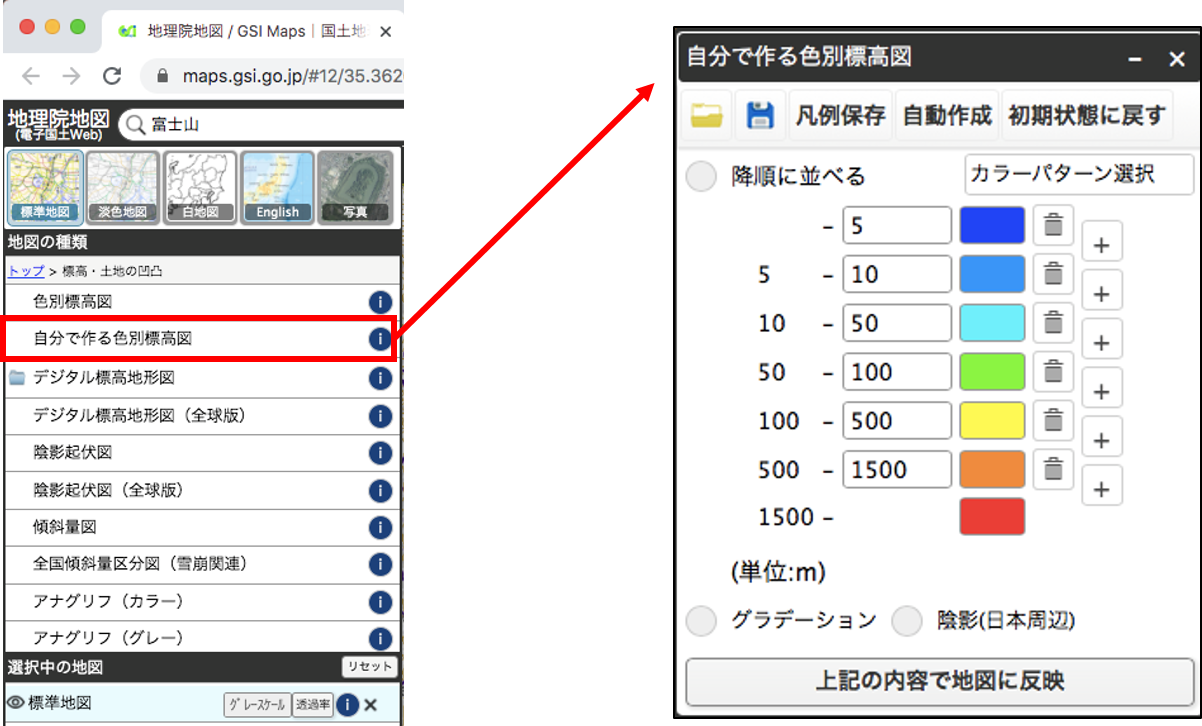 地理院地図 / GSI Maps｜国土地
maps.gsi.go.jp/#12/35.362
地理院地図
(電子国土Web)
富士山
標準地図 淡色地図 白地図 English 写真
地図の種類
トップ > 標高・土地の凹凸
色別標高図
自分で作る色別標高図
デジタル標高地形図
デジタル標高地形図（全球版）
陰影起伏図
陰影起伏図（全球版）
傾斜量図
全国傾斜量区分図（雪崩関連）
アナグリフ（カラー）
アナグリフ（グレー）
選択中の地図 リセット
標準地図 グレースケール 透過率
自分で作る色別標高図
凡例保存 自動作成 初期状態に戻す
降順に並べる カラーパターン選択
– 5
5 – 10
10 – 50
50 – 100
100 – 500
500 – 1500
1500 –
(単位:m)
グラデーション 陰影(日本周辺)
上記の内容で地図に反映